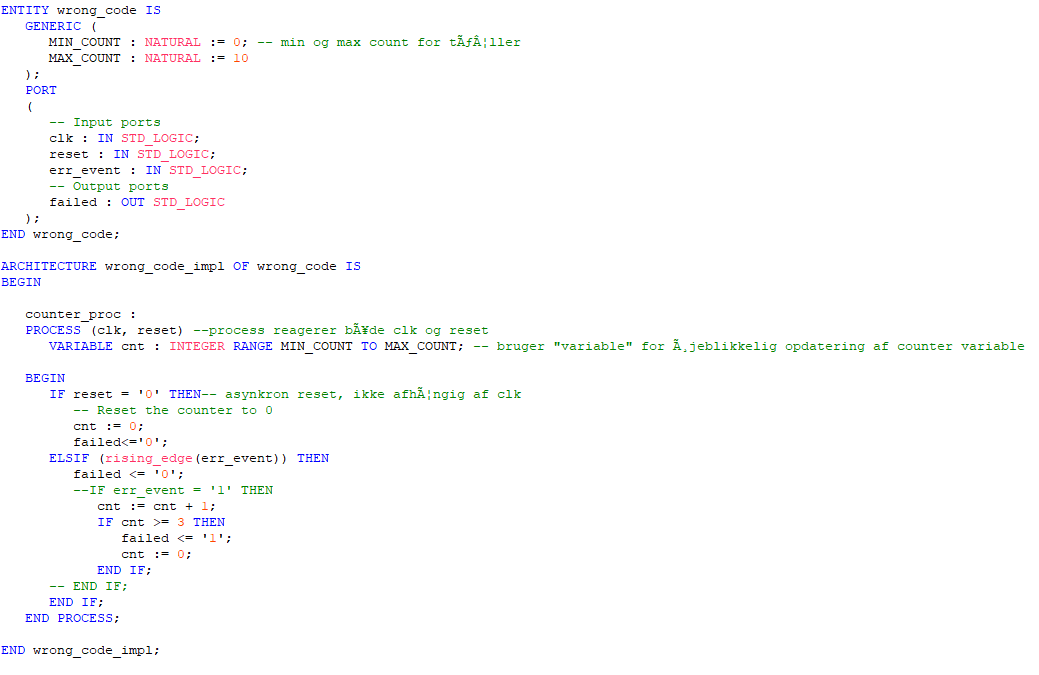 ENTITY wrong_code IS
GENERIC (
MIN_COUNT : NATURAL := 0; -- min og max count for tÃƒÂ¦ller
MAX_COUNT : NATURAL := 10
);
PORT
(
-- Input ports
clk : IN STD_LOGIC;
reset : IN STD_LOGIC;
err_event : IN STD_LOGIC;
-- Output ports
failed : OUT STD_LOGIC
);
END wrong_code;
ARCHITECTURE wrong_code_impl OF wrong_code IS
BEGIN
counter_proc :
PROCESS (clk, reset) --process reagerer bÃ¥de clk og reset
VARIABLE cnt : INTEGER RANGE MIN_COUNT TO MAX_COUNT; -- bruger "variable" for Ã¸jeblikkelig opdatering af counter variable
BEGIN
IF reset = '0' THEN-- asynkron reset, ikke afhÃ¦ngig af clk
-- Reset the counter to 0
cnt := 0;
failed<='0';
ELSIF (rising_edge(err_event)) THEN
failed <= '0';
--IF err_event = '1' THEN
cnt := cnt + 1;
IF cnt >= 3 THEN
failed <= '1';
cnt := 0;
END IF;
-- END IF;
END IF;
END PROCESS;
END wrong_code_impl;